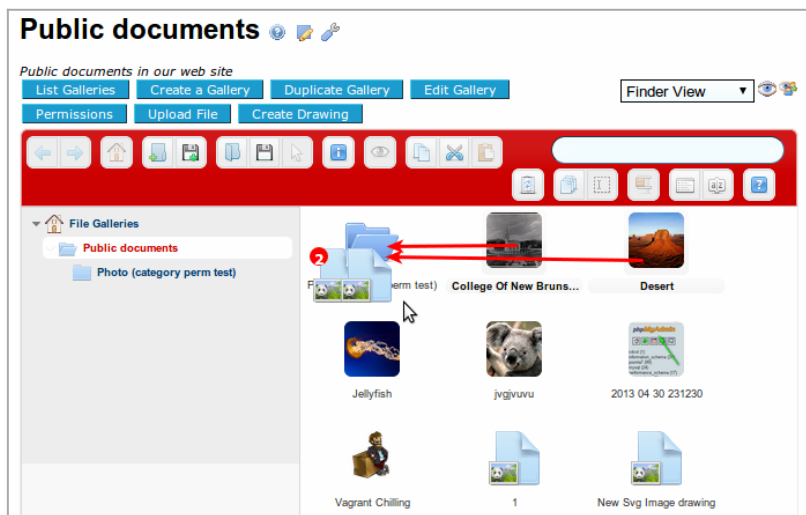 Public documents
Public documents in our web site
List Galleries Create a Gallery Duplicate Gallery Edit Gallery
Finder View
Permissions Upload File Create Drawing
File Galleries
Public documents
Photo (category perm test)
2
P perm test) College Of New Bruns... Desert
phpMyAdmin
Jellyfish jvgjvuvu 2013 04 30 231230
Vagrant Chilling 1 New Svg Image drawing